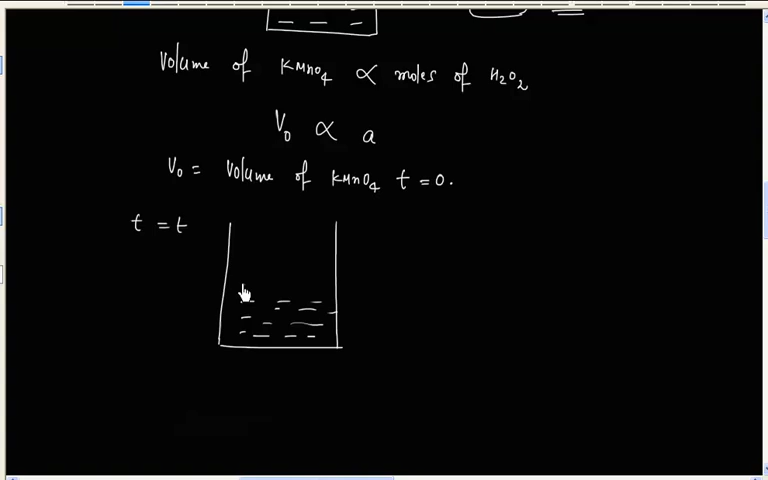 Volume of KMnO4 ∝ moles of H2O2
V0 ∝ a
V0 = Volume of KMnO4 t = 0.
t = t